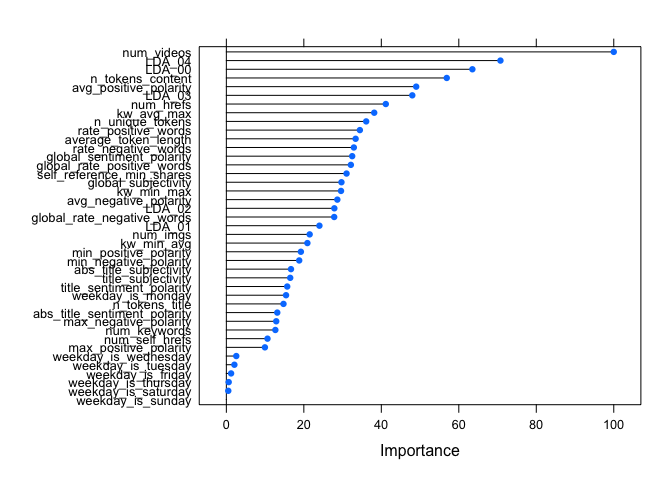 num_videos
LDA_04
LDA_00
n_tokens_content
avg_positive_polarity
LDA_03
num_hrefs
kw_avg_max
n_unique_tokens
rate_positive_words
average_token_length
rate_negative_words
global_sentiment_polarity
global_rate_positive_words
self_reference_min_shares
global_subjectivity
kw_min_max
avg_negative_polarity
LDA_02
global_rate_negative_words
LDA_01
num_imgs
kw_min_avg
min_positive_polarity
min_negative_polarity
abs_title_subjectivity
title_subjectivity
title_sentiment_polarity
weekday_is_monday
n_tokens_title
abs_title_sentiment_polarity
max_negative_polarity
num_keywords
num_self_hrefs
max_positive_polarity
weekday_is_wednesday
weekday_is_tuesday
weekday_is_friday
weekday_is_thursday
weekday_is_saturday
weekday_is_sunday
0 20 40 60 80 100
Importance